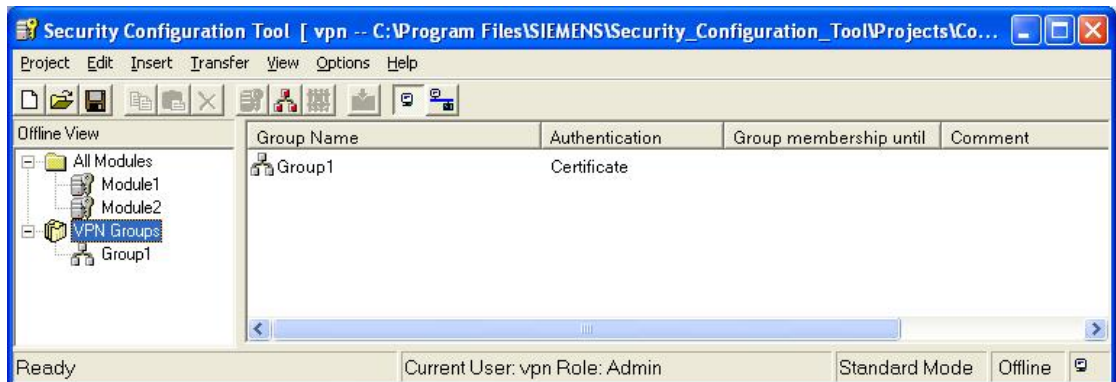 Security Configuration Tool [ vpn -- C:\Program Files\SIEMENS\Security_Configuration_Tool\Projects\Co...
Project Edit Insert Transfer View Options Help
Offline View
All Modules
Module1
Module2
VPN Groups
Group1
Group Name Authentication Group membership until Comment
Group1 Certificate
Ready Current User: vpn Role: Admin Standard Mode Offline